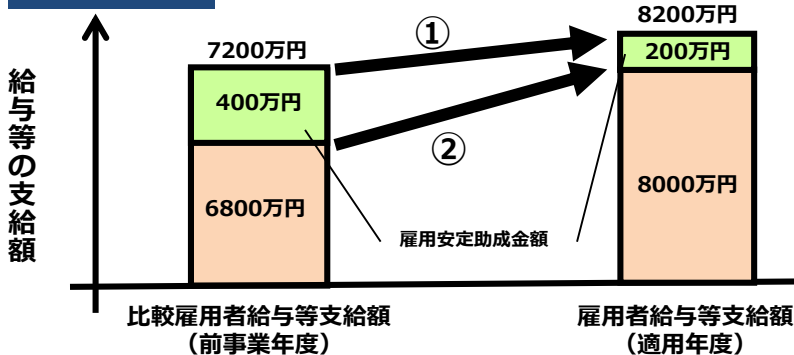 8200万円
7200万円
①
200万円
400万円
②
給与等の支給額
6800万円
8000万円
雇用安定助成金額
比較雇用者給与等支給額
（前事業年度）
雇用者給与等支給額
（適用年度）